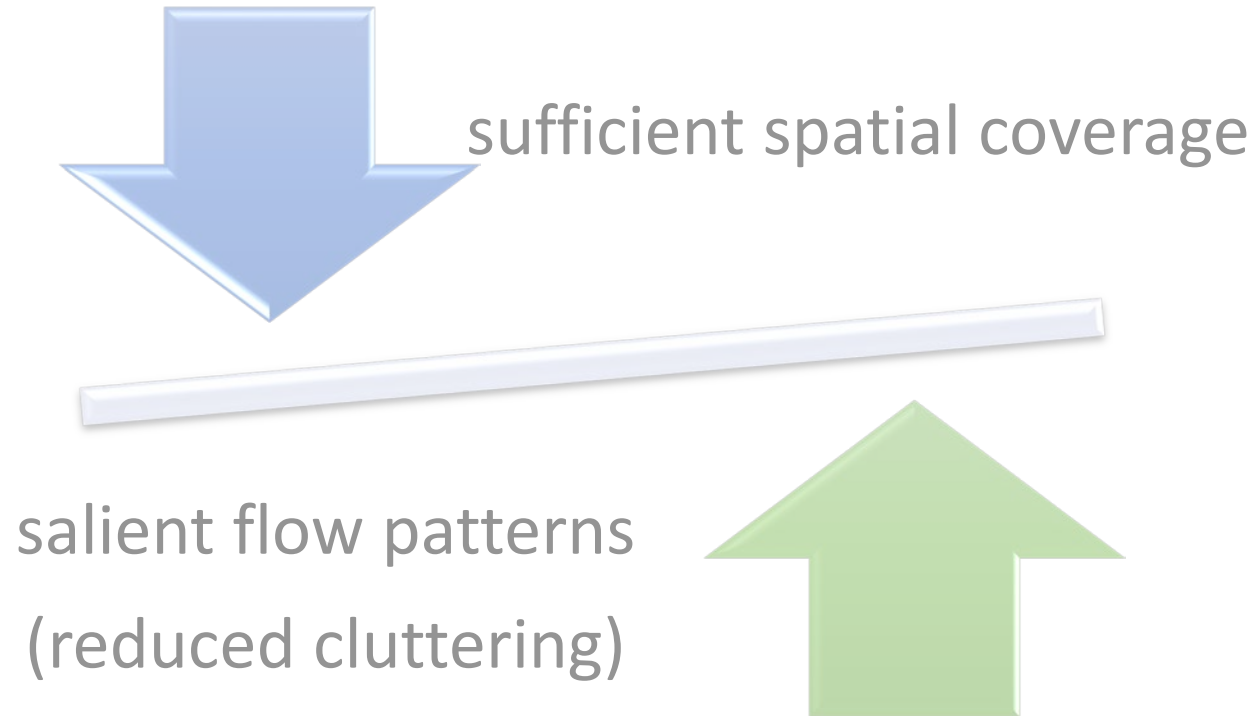 sufficient spatial coverage
salient flow patterns
(reduced cluttering)